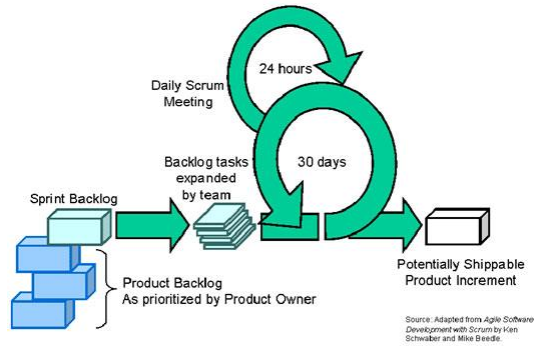 24 hours
Daily Scrum
Meeting
Backlog tasks
expanded
by team
30 days
Sprint Backlog
Product Backlog
As prioritized by Product Owner
Potentially Shippable
Product Increment
Source: Adapted from Agile Software
Development with Scrum by Ken
Schwaber and Mike Beedle.